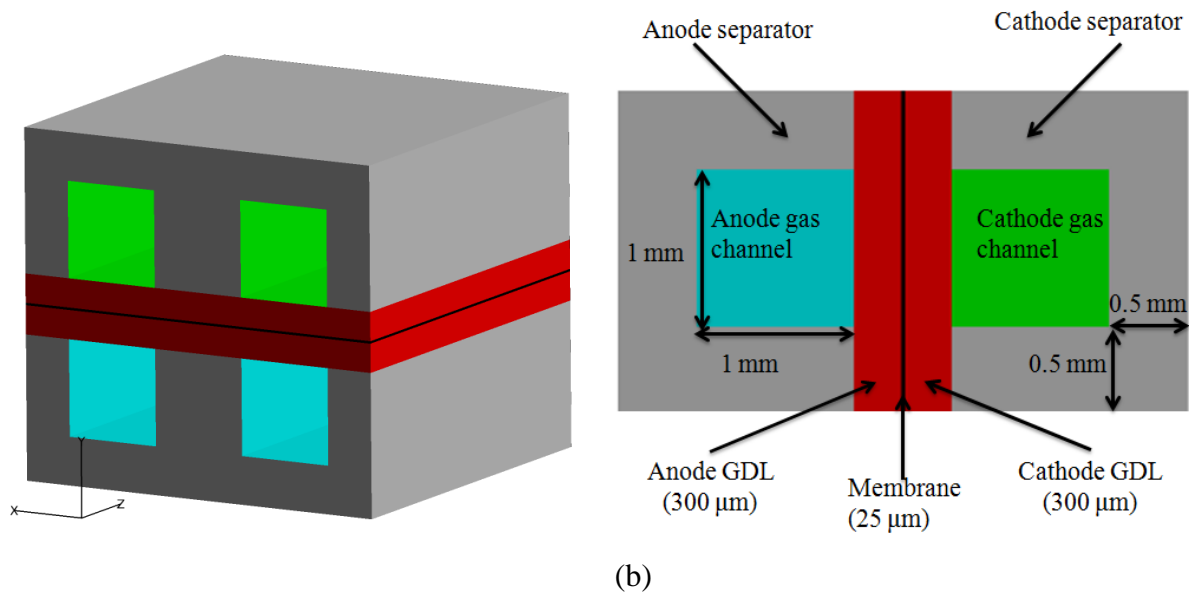 Anode separator
Cathode separator
Anode gas
channel
Cathode gas
channel
1 mm
0.5 mm
1 mm
0.5 mm
Anode GDL
(300 μm)
Membrane
(25 μm)
Cathode GDL
(300 μm)
Y
X
Z
(b)